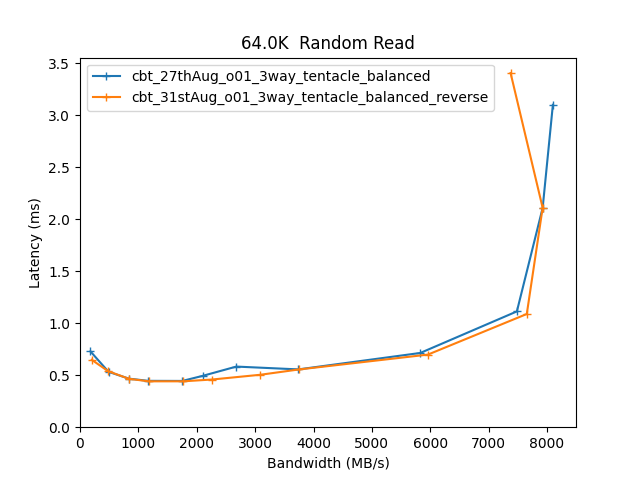 64.0K  Random Read
cbt_27thAug_o01_3way_tentacle_balanced
cbt_31stAug_o01_3way_tentacle_balanced_reverse
3.5
3.0
2.5
2.0
1.5
1.0
0.5
0.0
Latency (ms)
0 1000 2000 3000 4000 5000 6000 7000 8000
Bandwidth (MB/s)